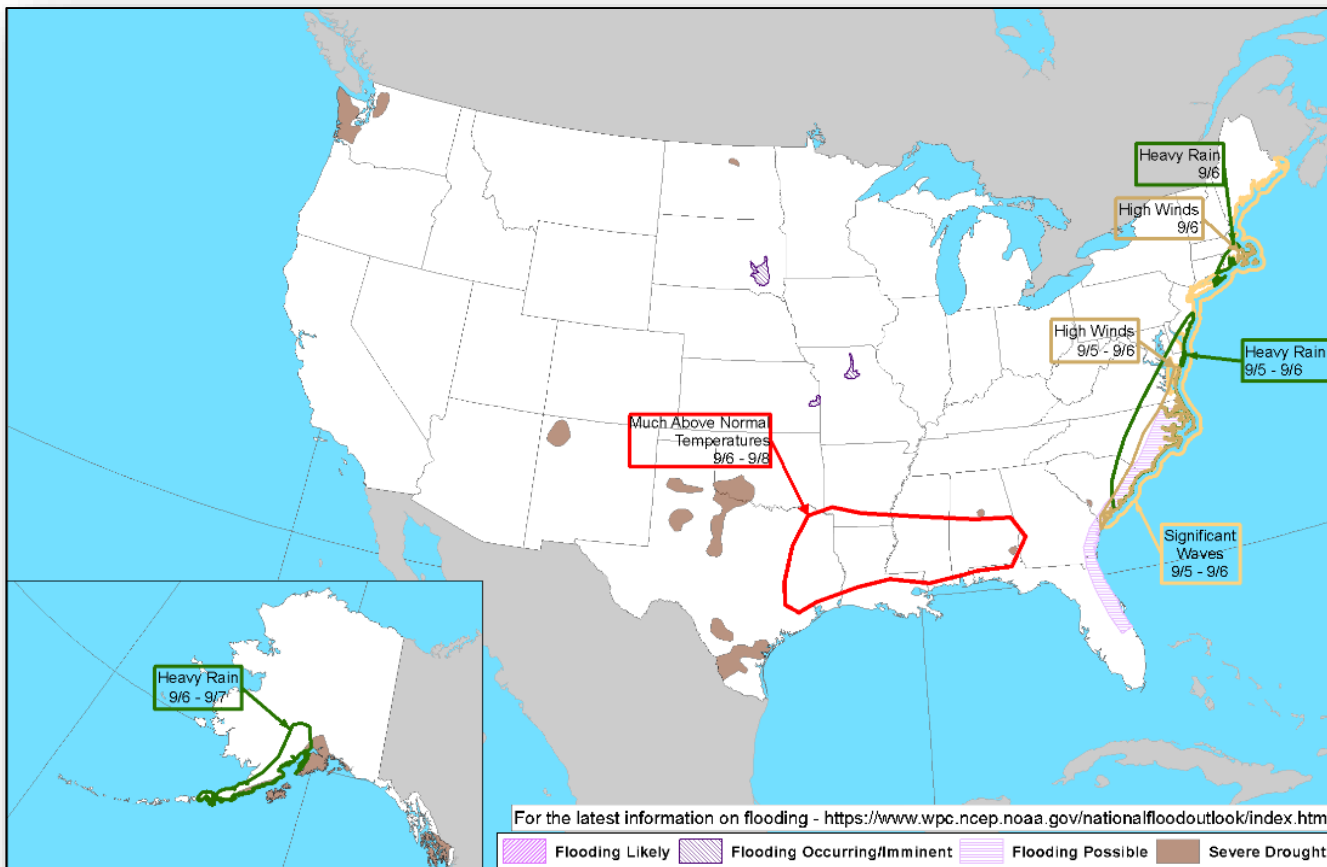 Heavy Rain
9/6
High Winds
9/6
High Winds
9/5 - 9/6
Heavy Rain
9/5 - 9/6
Much Above Normal
Temperatures
9/6 - 9/8
Significant
Waves
9/5 - 9/6
Heavy Rain
9/6 - 9/7
For the latest information on flooding - https://www.wpc.ncep.noaa.gov/nationalfloodoutlook/index.htm
Flooding Likely Flooding Occurring/Imminent Flooding Possible Severe Drought